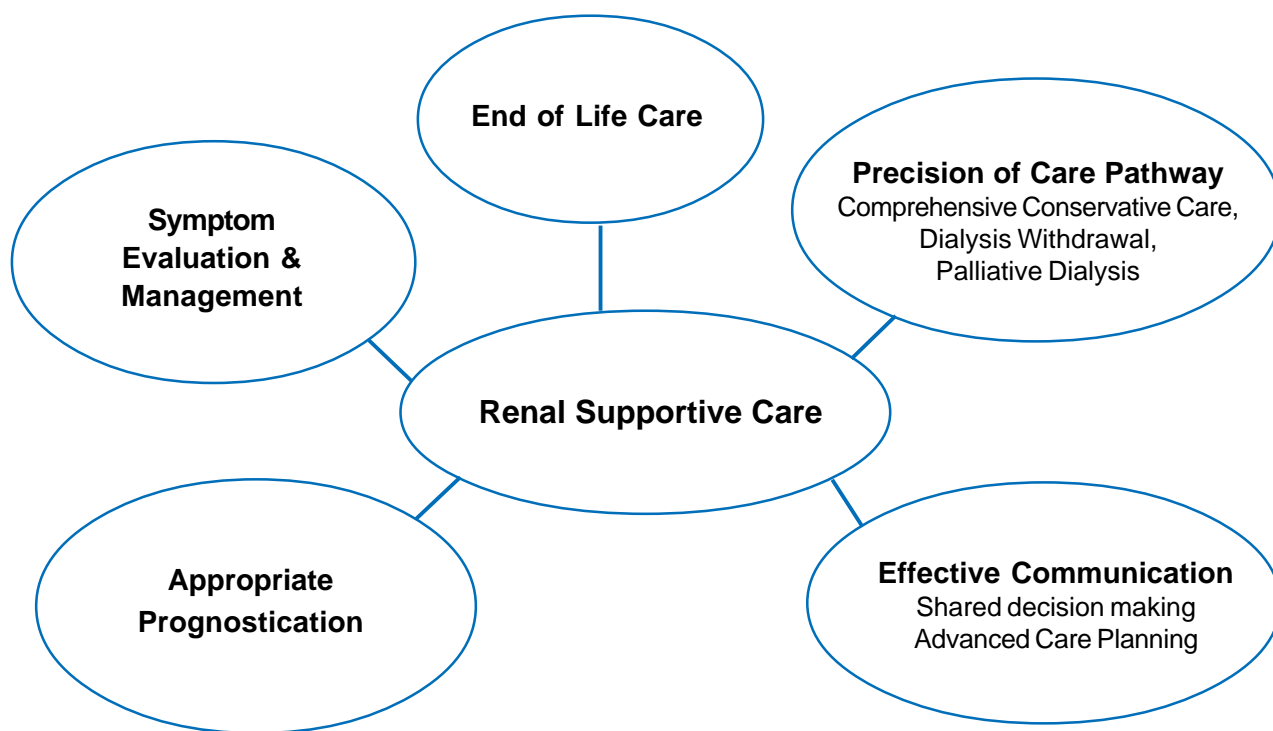 End of Life Care
Precision of Care Pathway
Comprehensive Conservative Care,
Dialysis Withdrawal,
Palliative Dialysis
Symptom
Evaluation &
Management
Renal Supportive Care
Appropriate
Prognostication
Effective Communication
Shared decision making
Advanced Care Planning